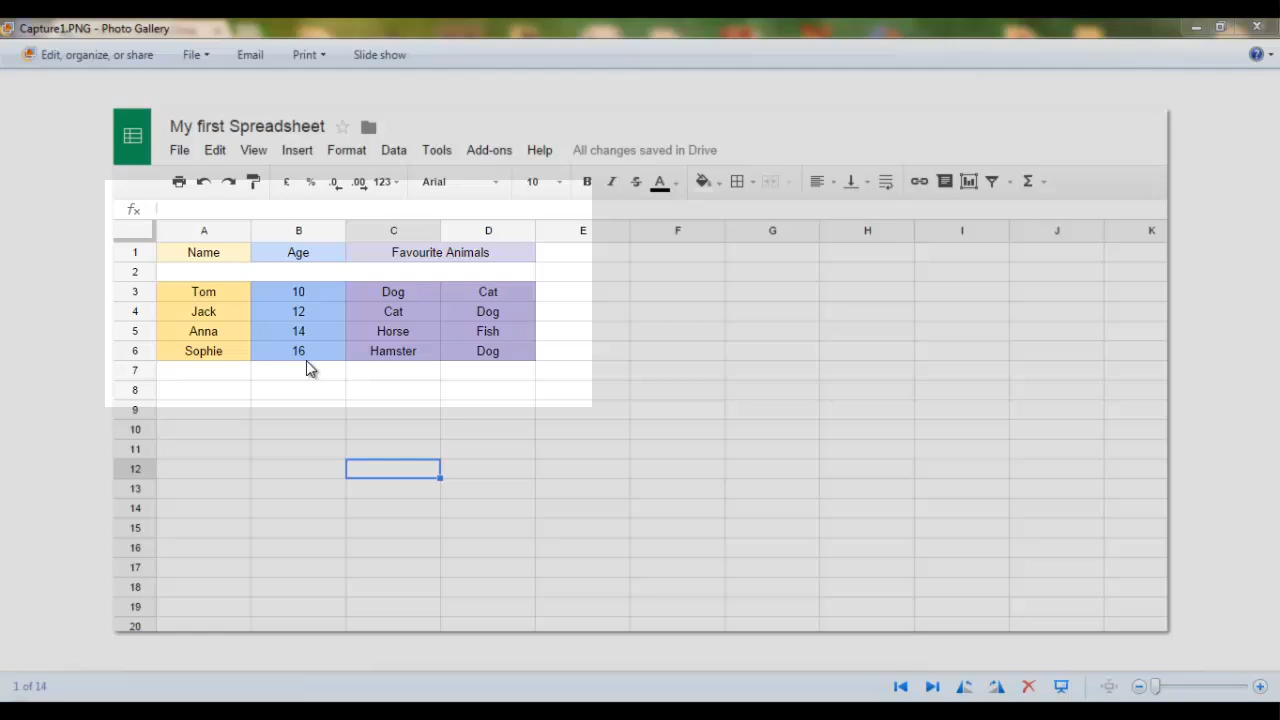 Capture1.PNG - Photo Gallery
Edit, organize, or share File Email Print Slide show
My first Spreadsheet
File Edit View Insert Format Data Tools Add-ons Help All changes saved in Drive
£ % .0 .00 123 Arial 10 B I S A Σ
fx
A B C D E F G H I J K
1 Name Age Favourite Animals
2
3 Tom 10 Dog Cat
4 Jack 12 Cat Dog
5 Anna 14 Horse Fish
6 Sophie 16 Hamster Dog
7
8
9
10
11
12
13
14
15
16
17
18
19
20
1 of 14